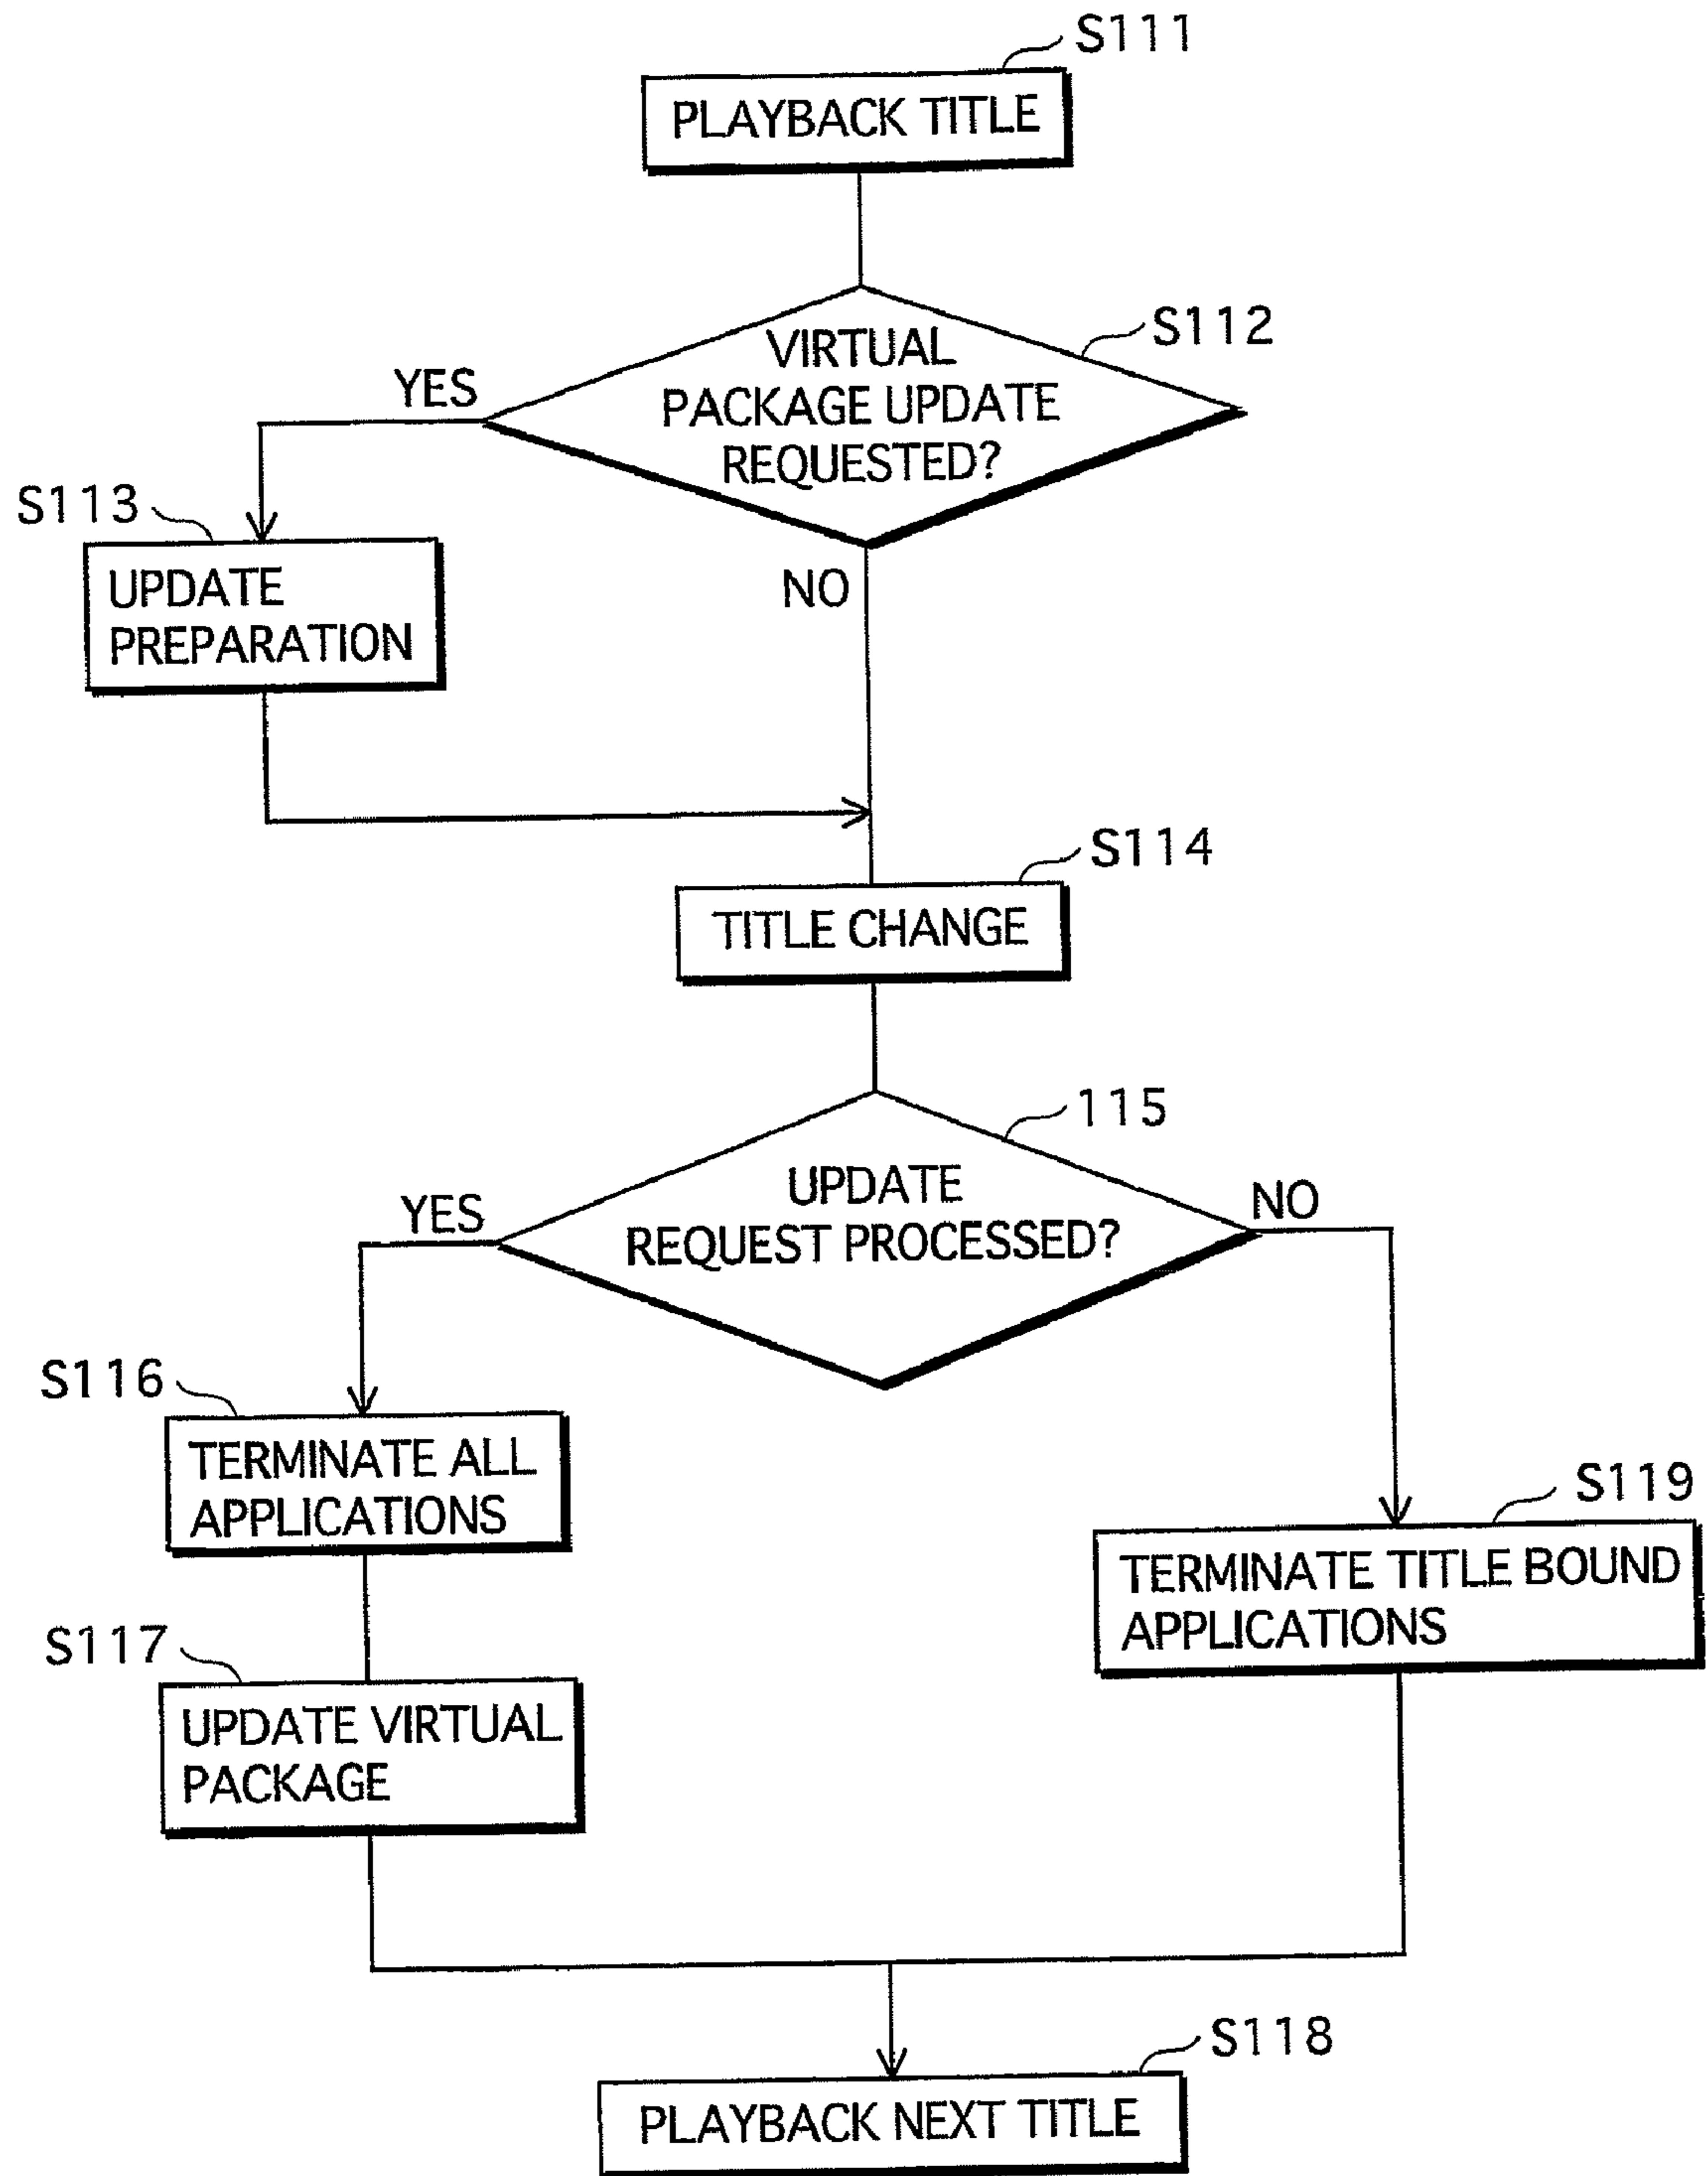 S111
PLAYBACK TITLE
S112
VIRTUAL
PACKAGE UPDATE
REQUESTED?
YES
S113
UPDATE
PREPARATION
NO
S114
TITLE CHANGE
115
UPDATE
REQUEST PROCESSED?
YES
NO
S116
TERMINATE ALL
APPLICATIONS
S119
TERMINATE TITLE BOUND
APPLICATIONS
S117
UPDATE VIRTUAL
PACKAGE
S118
PLAYBACK NEXT TITLE